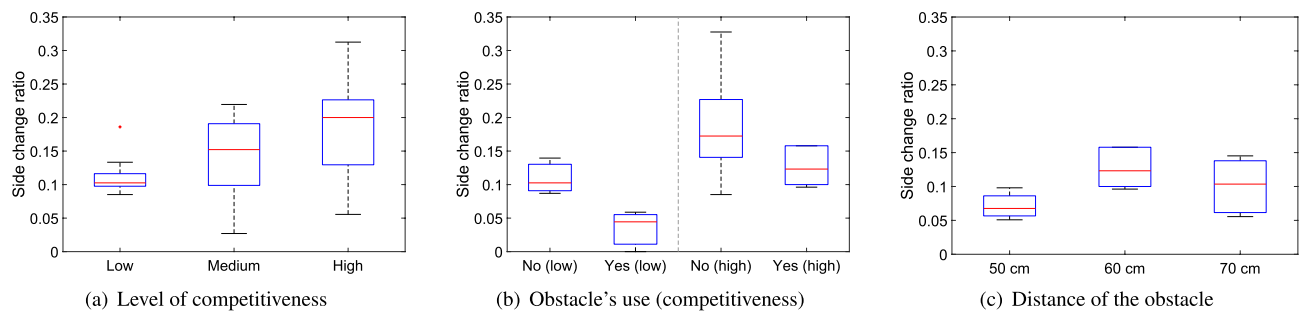 0.35
0.3
0.25
0.2
0.15
0.1
0.05
0
Side change ratio
Low Medium High
(a) Level of competitiveness
0.35
0.3
0.25
0.2
0.15
0.1
0.05
0
Side change ratio
No (low) Yes (low) No (high) Yes (high)
(b) Obstacle's use (competitiveness)
0.35
0.3
0.25
0.2
0.15
0.1
0.05
0
Side change ratio
50 cm 60 cm 70 cm
(c) Distance of the obstacle